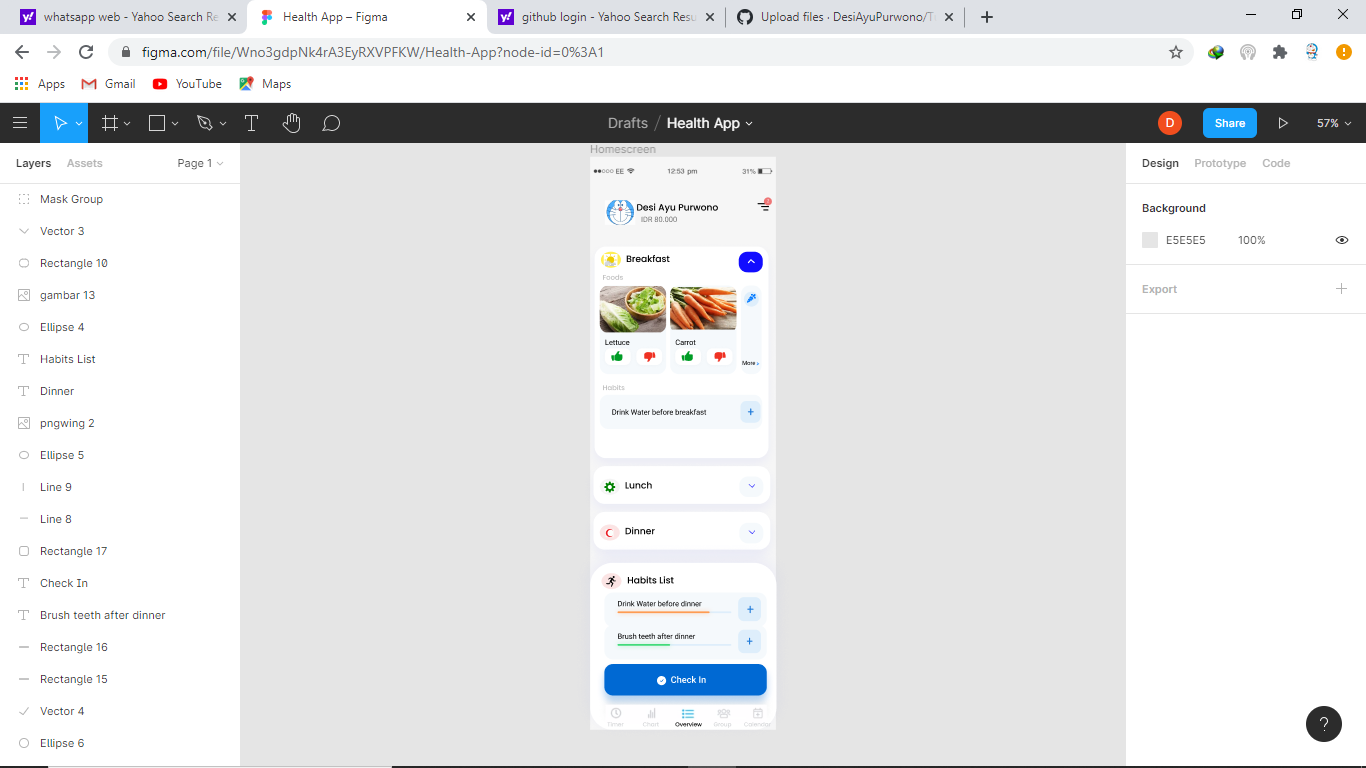 whatsapp web - Yahoo Search Re
Health App – Figma
github login - Yahoo Search Resu
Upload files · DesiAyuPurwono/T
figma.com/file/Wno3gdpNk4rA3EyRXVPFKW/Health-App?node-id=0%3A1
Apps
Gmail
YouTube
Maps
Drafts / Health App
D
Share
57%
Layers
Assets
Page 1
Mask Group
Vector 3
Rectangle 10
gambar 13
Ellipse 4
Habits List
Dinner
pngwing 2
Ellipse 5
Line 9
Line 8
Rectangle 17
Check In
Brush teeth after dinner
Rectangle 16
Rectangle 15
Vector 4
Ellipse 6
Homescreen
EE
12:53 pm
31%
Desi Ayu Purwono
IDR 80.000
Breakfast
Foods
Lettuce
Carrot
More ›
Habits
Drink Water before breakfast
+
Lunch
Dinner
Habits List
Drink Water before dinner
+
Brush teeth after dinner
+
Check In
Timer
Chart
Overview
Group
Calendar
Design
Prototype
Code
Background
E5E5E5
100%
Export
?